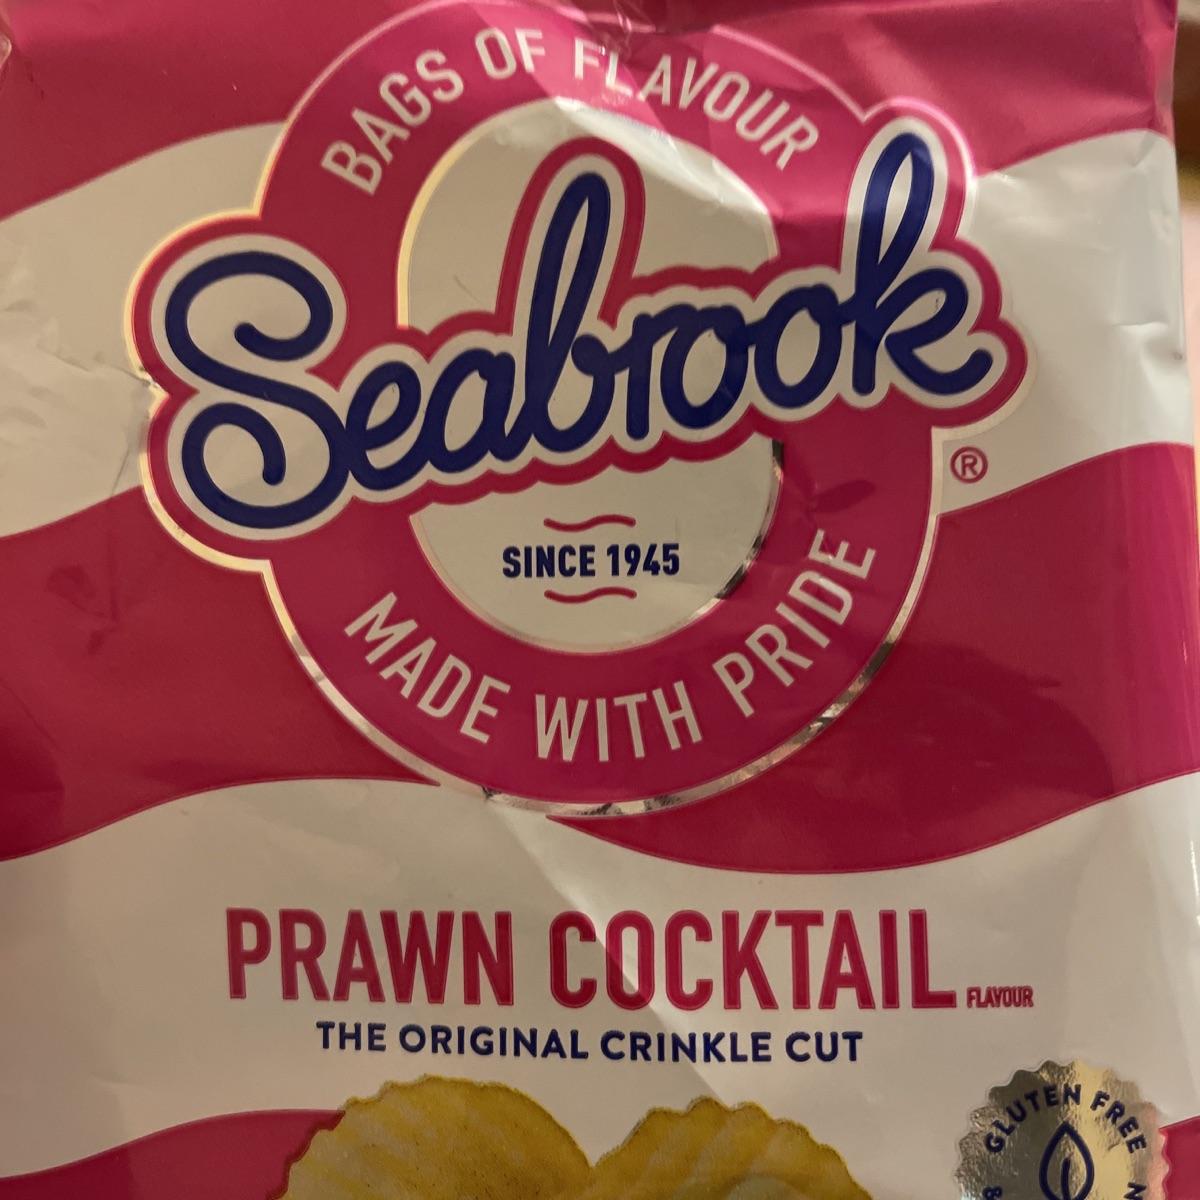 BAGS OF FLAVOUR
Seabrook®
SINCE 1945
MADE WITH PRIDE
PRAWN COCKTAIL FLAVOUR
THE ORIGINAL CRINKLE CUT
GLUTEN FREE
&